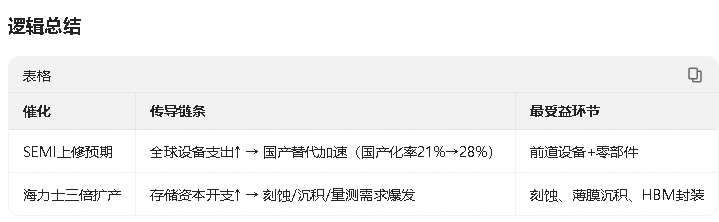 逻辑总结
表格
催化 传导链条 最受益环节
SEMI上修预期 全球设备支出↑ → 国产替代加速（国产化率21%→28%） 前道设备+零部件
海力士三倍扩产 存储资本开支↑ → 刻蚀/沉积/量测需求爆发 刻蚀、薄膜沉积、HBM封装